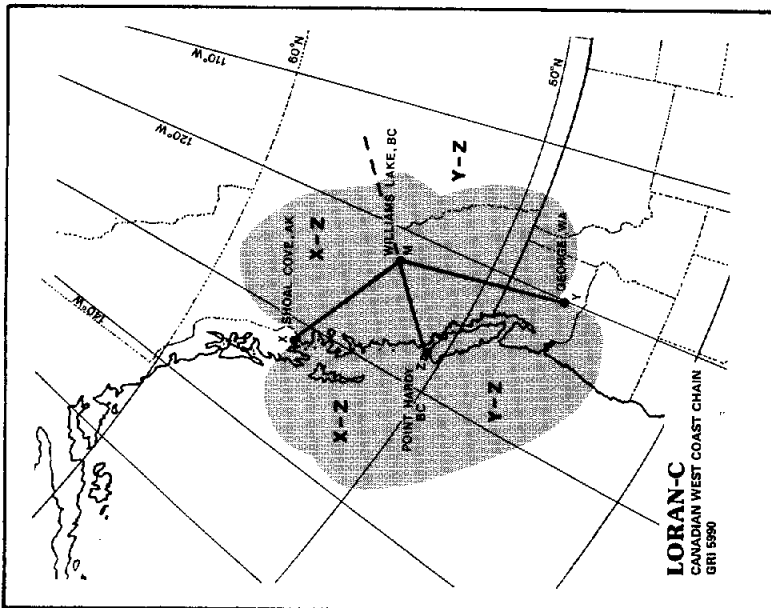 110°W
120°W
140°W
60°N
50°N
SHOAL COVE, AK
X
X-Z
X-Z
WILLIAMS LAKE, BC
M
Y-Z
POINT HARDY
BC
Z
Y-Z
GEORGE, WA
Y
LORAN-C
CANADIAN WEST COAST CHAIN
GRI 5990